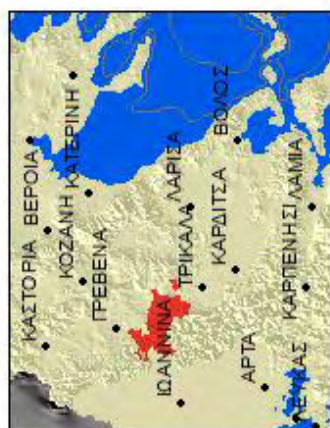 ΚΑΣΤΟΡΙΑ
ΒΕΡΟΙΑ
ΚΟΖΑΝΗ
ΚΑΤΕΡΙΝΗ
ΓΡΕΒΕΝΑ
ΙΩΑΝΝΙΝΑ
ΤΡΙΚΑΛΑ
ΛΑΡΙΣΑ
ΚΑΡΔΙΤΣΑ
ΒΟΛΟΣ
ΑΡΤΑ
ΚΑΡΠΕΝΗΣΙ
ΛΑΜΙΑ
ΛΕΥΚΑΣ